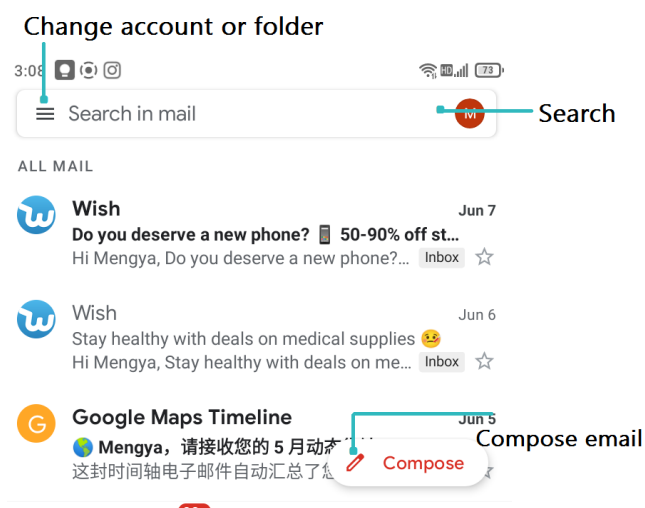 Change account or folder
3:08
HD
73
Search in mail
M
Search
ALL MAIL
Wish
Jun 7
Do you deserve a new phone? 📱 50-90% off st…
Hi Mengya, Do you deserve a new phone?… Inbox
Wish
Jun 6
Stay healthy with deals on medical supplies 🤒
Hi Mengya, Stay healthy with deals on me… Inbox
G
Google Maps Timeline
Jun 5
🌎 Mengya，请接收您的 5 月动态
Compose email
这封时间轴电子邮件自动汇总了
Compose